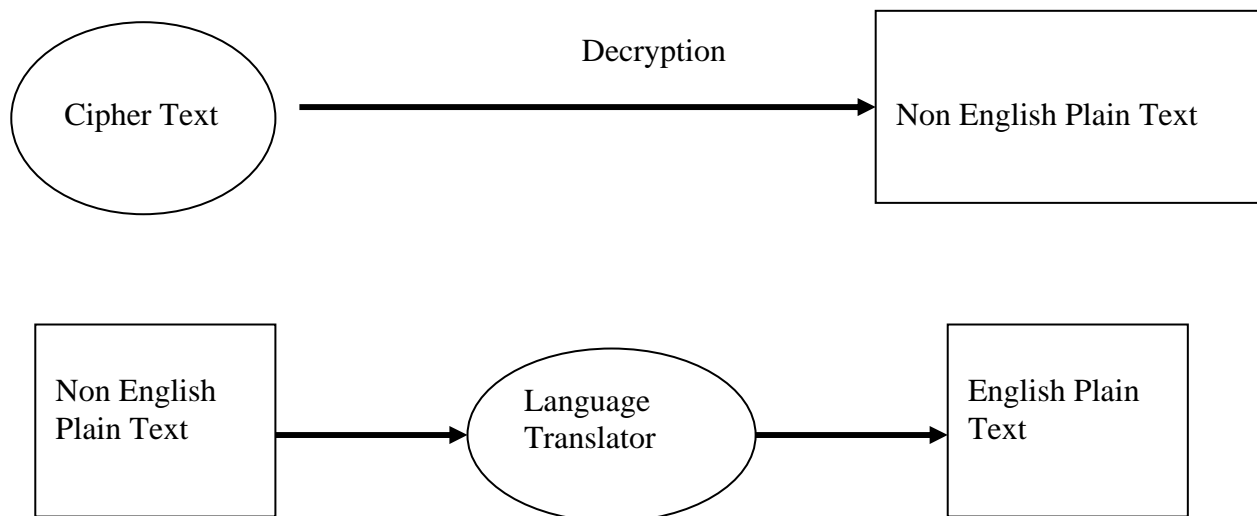 Decryption
Cipher Text
Non English Plain Text
Non English
Plain Text
Language
Translator
English Plain
Text